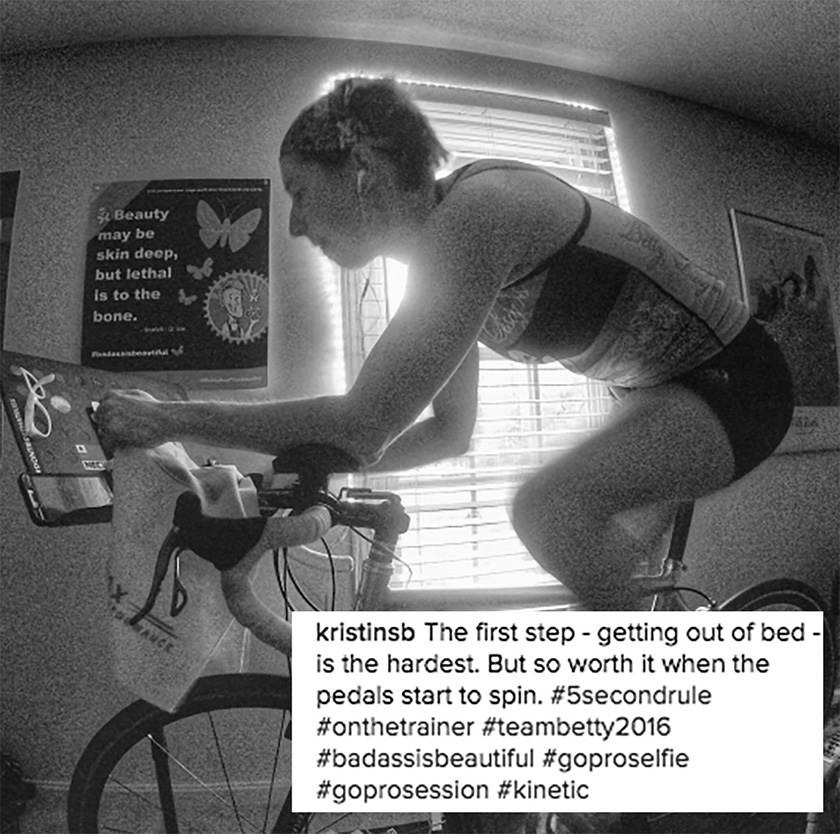 Beauty
may be
skin deep,
but lethal
is to the
bone.
#badassisbeautiful
Betty
kristinsb The first step - getting out of bed -
is the hardest. But so worth it when the
pedals start to spin. #5secondrule
#onthetrainer #teambetty2016
#badassisbeautiful #goproselfie
#goprosession #kinetic